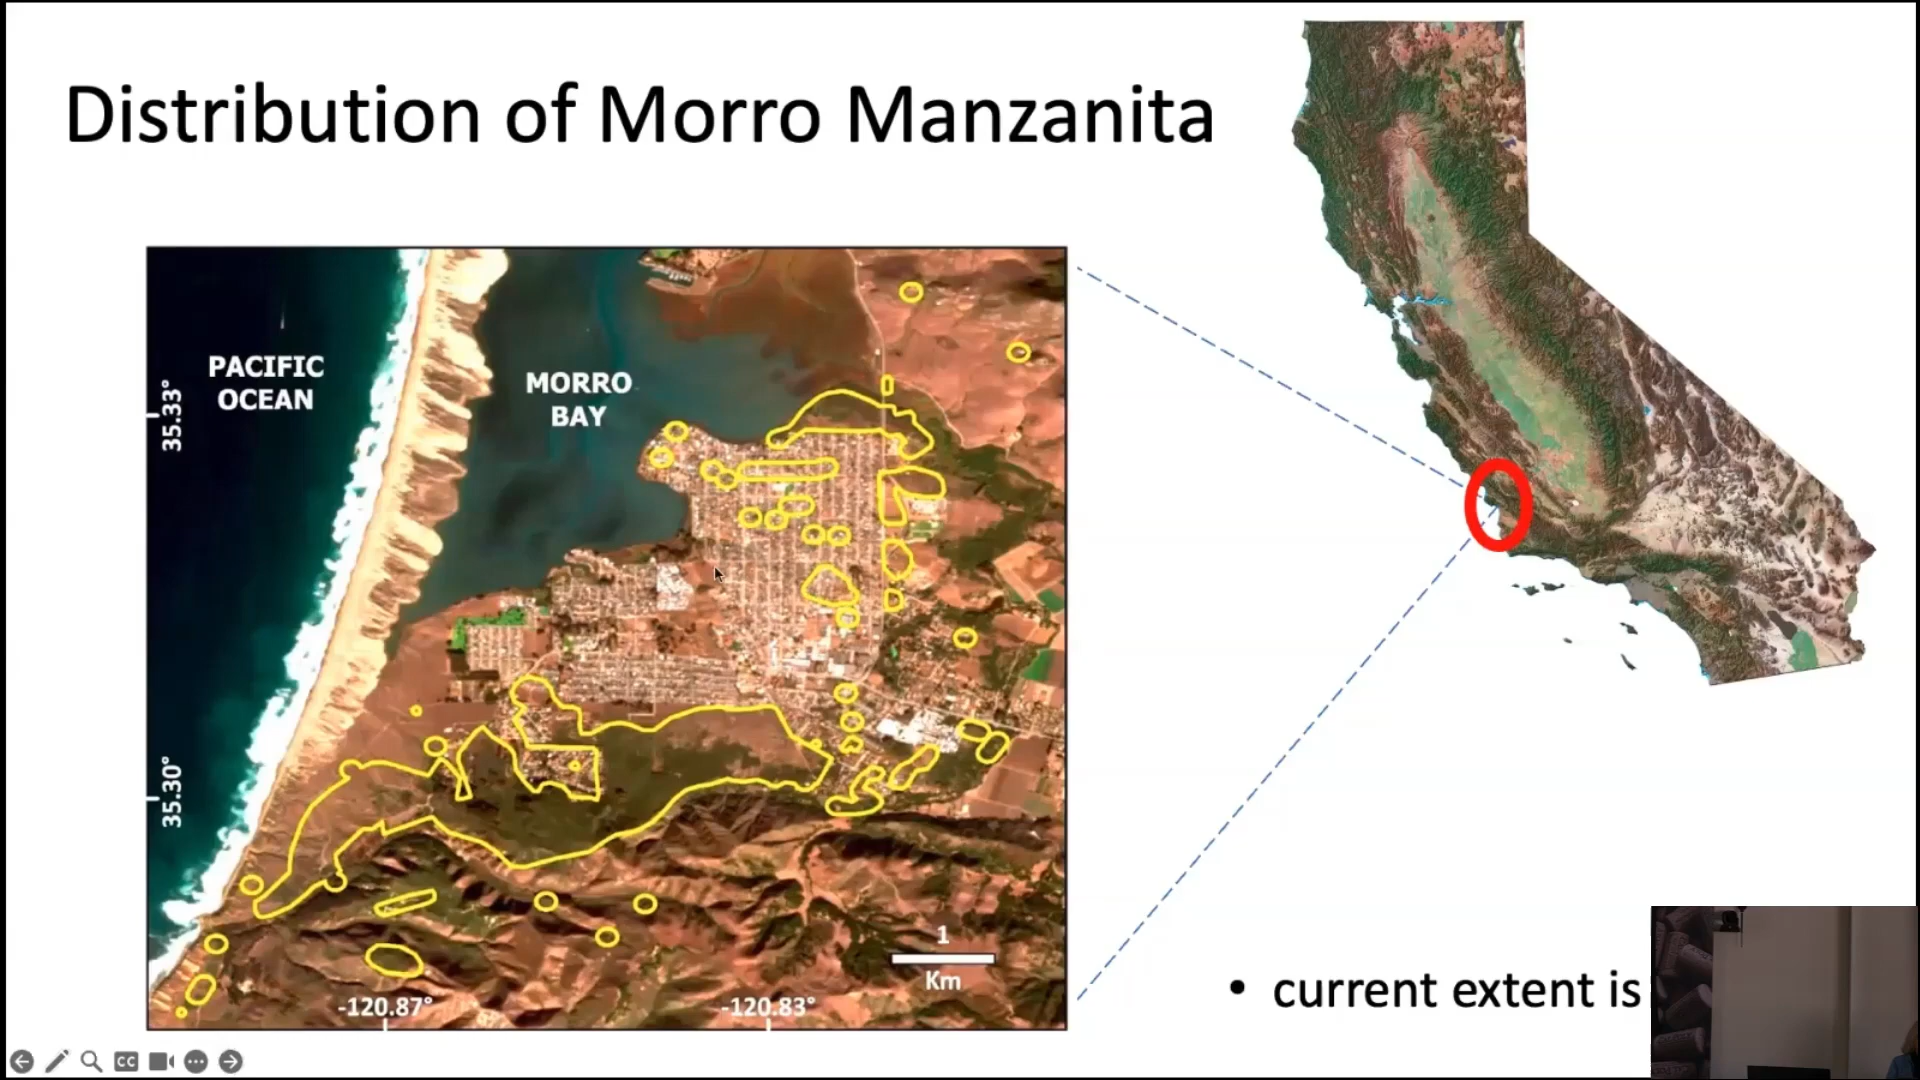 Distribution of Morro Manzanita
PACIFIC
OCEAN
MORRO
BAY
35.33°
35.30°
-120.87°
-120.83°
1
Km
• current extent is
CC